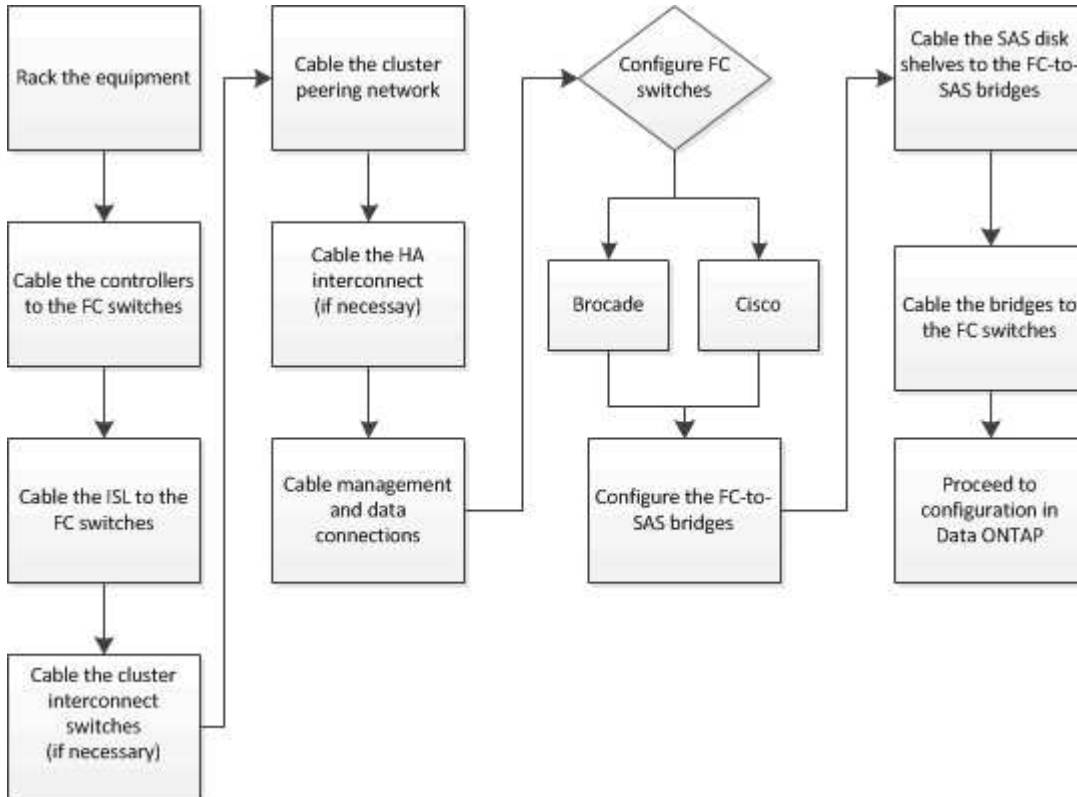 Rack the equipment
Cable the controllers
to the FC switches
Cable the ISL to the
FC switches
Cable the cluster
interconnect
switches
(if necessary)
Cable the cluster
peering network
Cable the HA
interconnect
(if necessay)
Cable management
and data
connections
Configure FC
switches
Brocade
Cisco
Configure the FC-to-
SAS bridges
Cable the SAS disk
shelves to the FC-to-
SAS bridges
Cable the bridges to
the FC switches
Proceed to
configuration in
Data ONTAP